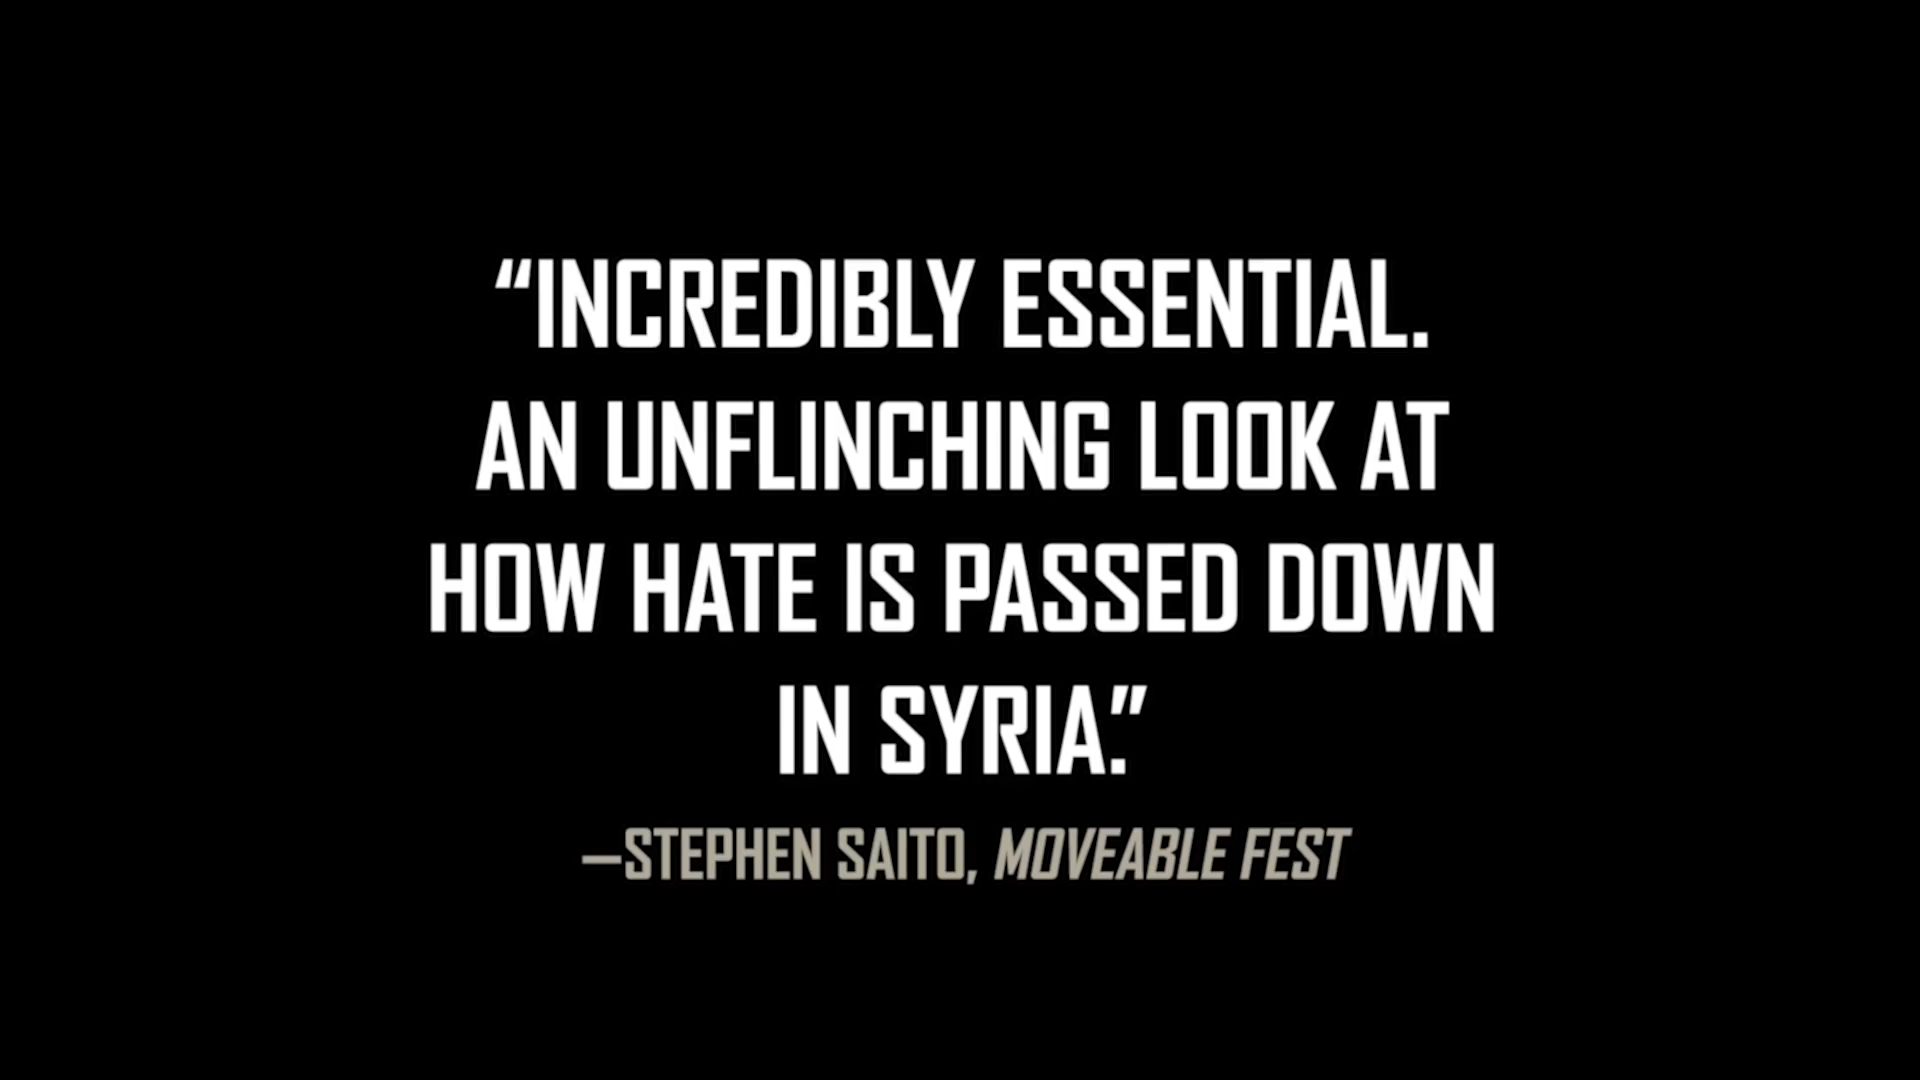 “INCREDIBLY ESSENTIAL.
AN UNFLINCHING LOOK AT
HOW HATE IS PASSED DOWN
IN SYRIA.”
—STEPHEN SAITO, MOVEABLE FEST